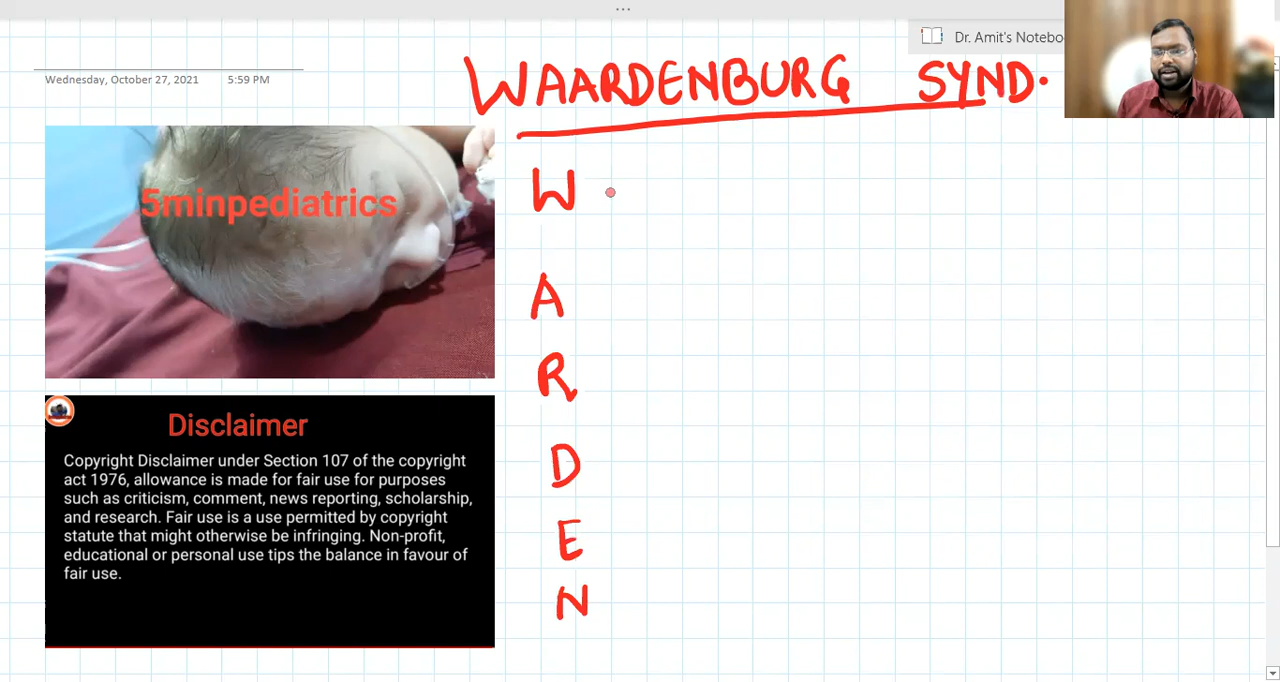 ...
Dr. Amit's Notebo
Wednesday, October 27, 2021 5:59 PM
WAARDENBURG SYND.
5minpediatrics
W
A
R
D
E
N
Disclaimer
Copyright Disclaimer under Section 107 of the copyright
act 1976, allowance is made for fair use for purposes
such as criticism, comment, news reporting, scholarship,
and research. Fair use is a use permitted by copyright
statute that might otherwise be infringing. Non-profit,
educational or personal use tips the balance in favour of
fair use.